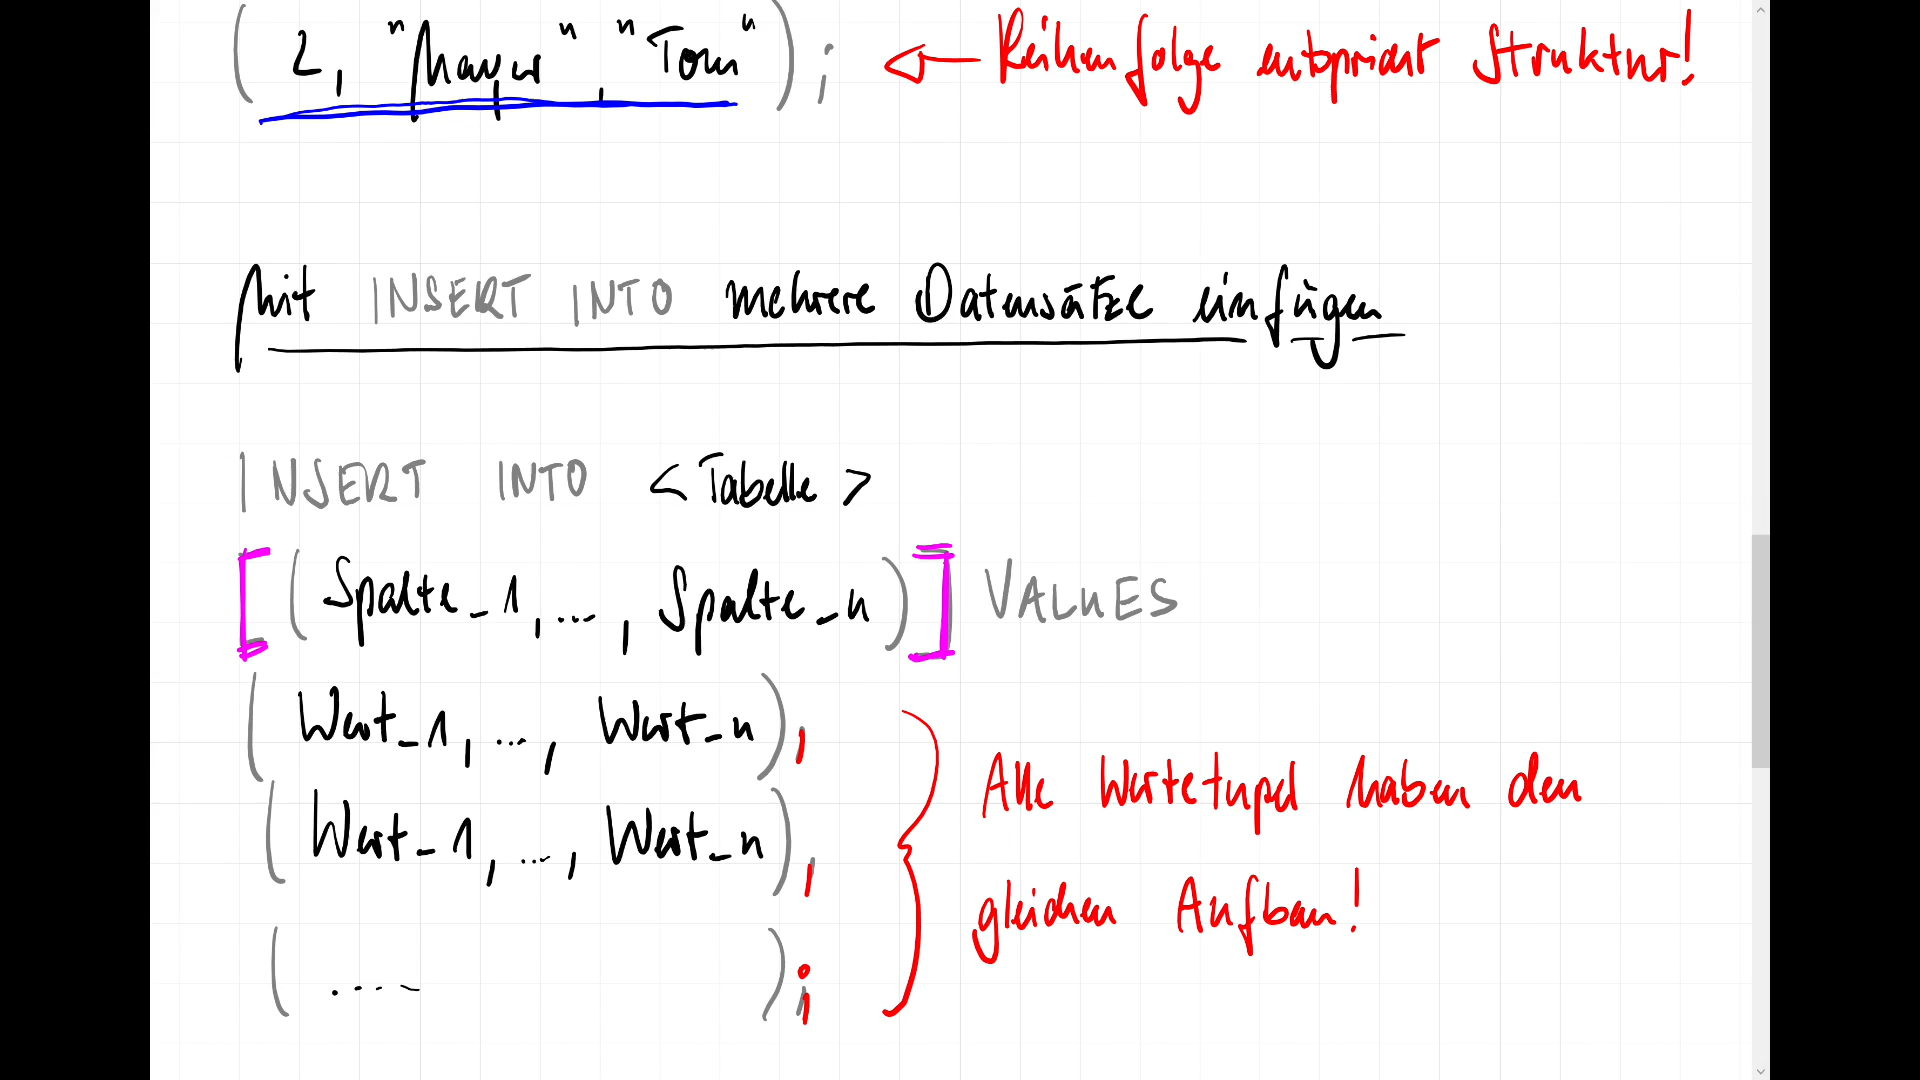 ( 2, "Mayer", "Tom" ); ← Reihenfolge entspricht Struktur!
Mit INSERT INTO mehrere Datensätze einfügen
INSERT INTO <Tabelle>
[ (Spalte_1, ..., Spalte_n) ] VALUES
(Wert_1, ..., Wert_n),
(Wert_1, ..., Wert_n),
( .... );
Alle Wertetupel haben den
gleichen Aufbau!